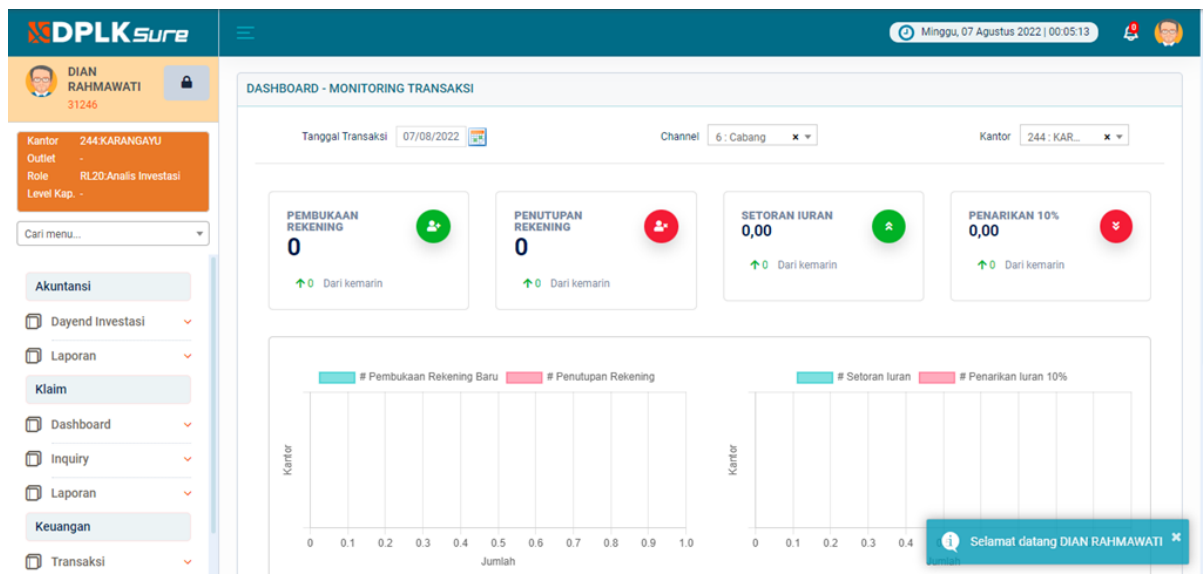 DPLKSure
Minggu, 07 Agustus 2022 | 00:05:13
0
DIAN
RAHMAWATI
31246
Kantor 244:KARANGAYU
Outlet -
Role RL20:Analis Investasi
Level Kap. -
Cari menu...
Akuntansi
Dayend Investasi
Laporan
Klaim
Dashboard
Inquiry
Laporan
Keuangan
Transaksi
DASHBOARD - MONITORING TRANSAKSI
Tanggal Transaksi 07/08/2022
Channel 6 : Cabang ×
Kantor 244 : KAR... ×
PEMBUKAAN
REKENING
0
0 Dari kemarin
PENUTUPAN
REKENING
0
0 Dari kemarin
SETORAN IURAN
0,00
0 Dari kemarin
PENARIKAN 10%
0,00
0 Dari kemarin
# Pembukaan Rekening Baru # Penutupan Rekening
Kantor
0 0.1 0.2 0.3 0.4 0.5 0.6 0.7 0.8 0.9 1.0
Jumlah
# Setoran Iuran # Penarikan Iuran 10%
Kantor
0 0.1 0.2 0.3 0.4
Jumlah
Selamat datang DIAN RAHMAWATI ×